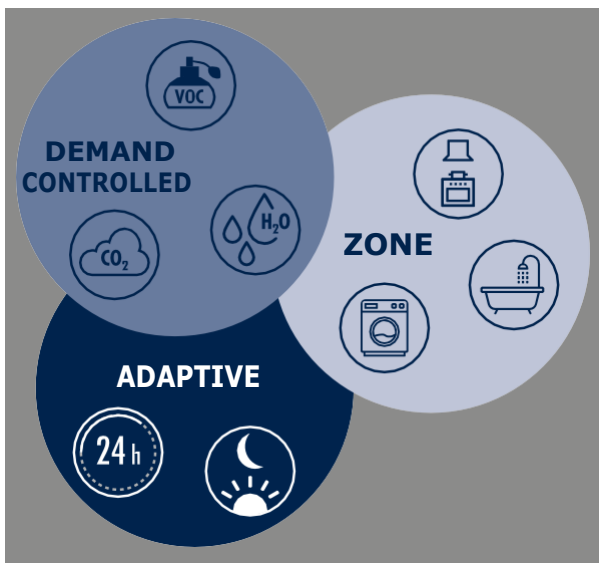 VOC
DEMAND
CONTROLLED
H₂O
CO₂
ZONE
ADAPTIVE
24 h